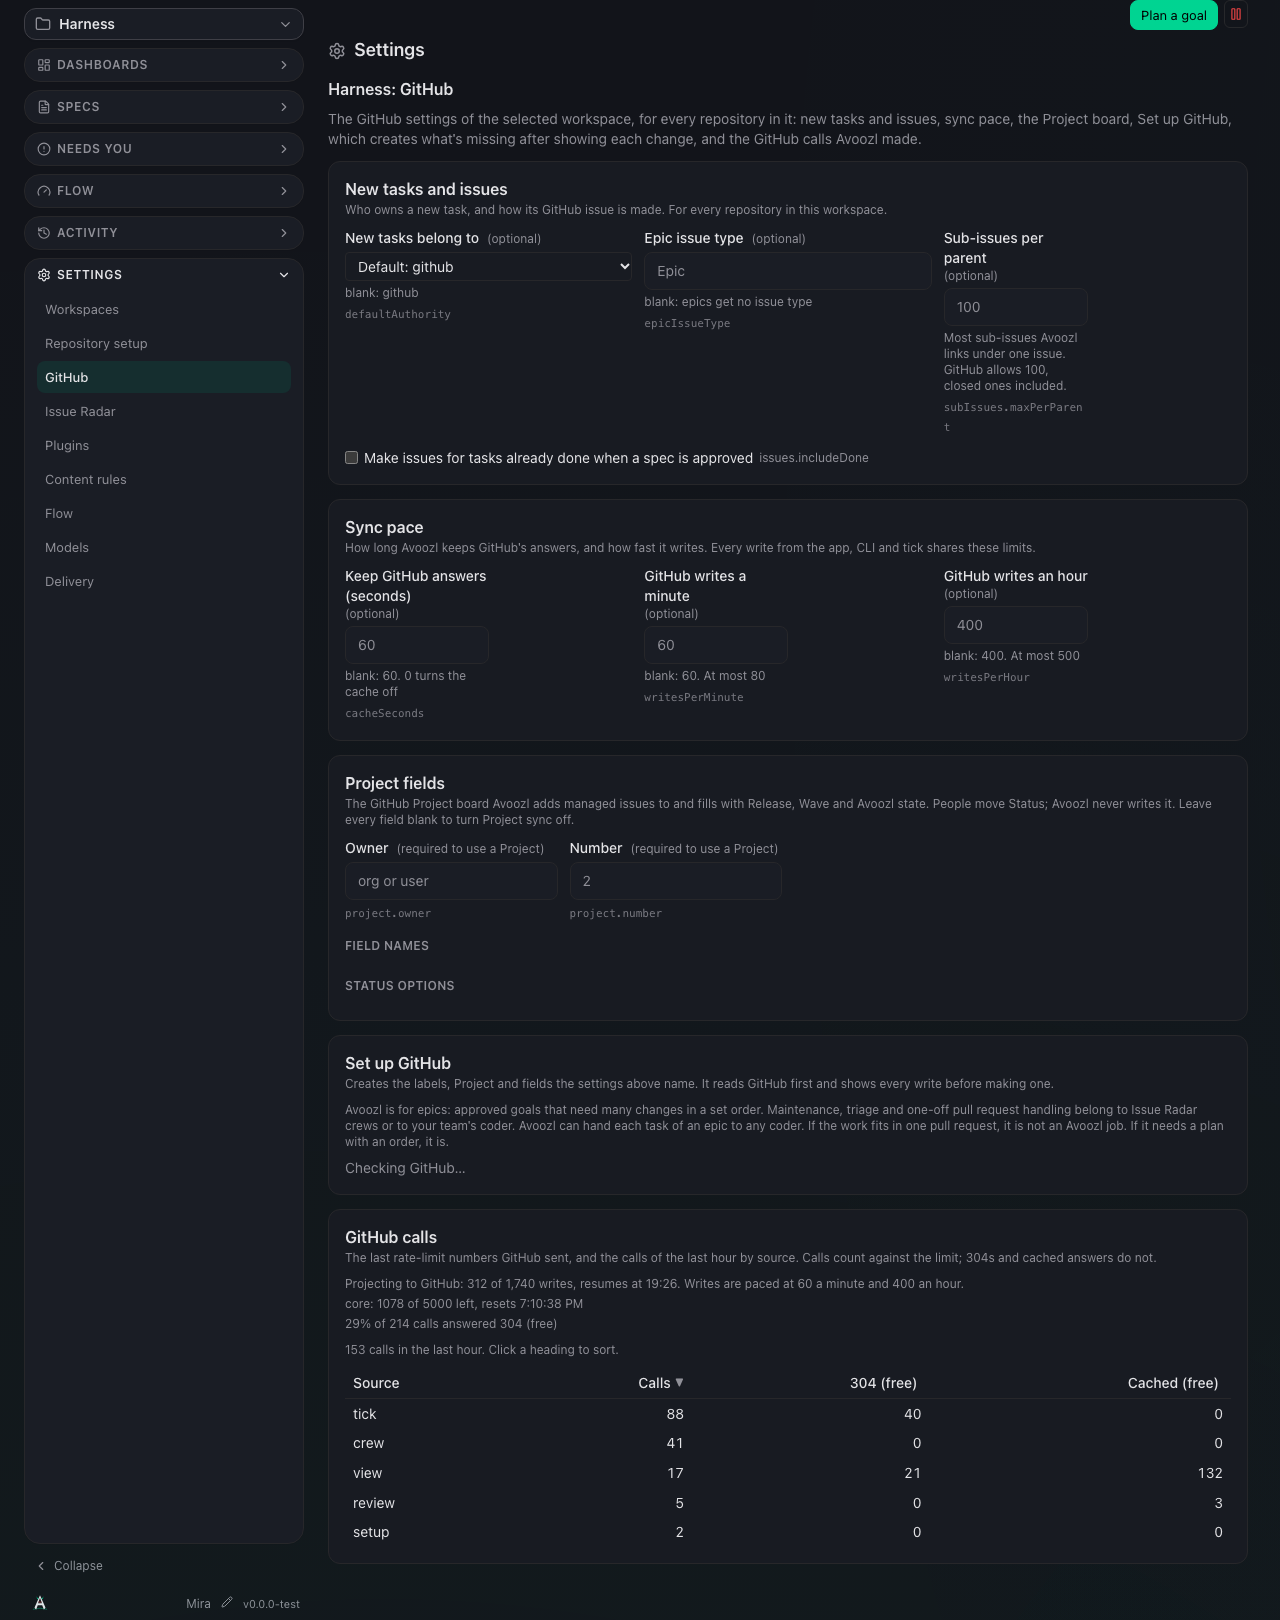 Harness
Plan a goal
DASHBOARDS
SPECS
NEEDS YOU
FLOW
ACTIVITY
SETTINGS
Workspaces
Repository setup
GitHub
Issue Radar
Plugins
Content rules
Flow
Models
Delivery
Collapse
Mira v0.0.0-test
Settings
Harness: GitHub
The GitHub settings of the selected workspace, for every repository in it: new tasks and issues, sync pace, the Project board, Set up GitHub,
which creates what's missing after showing each change, and the GitHub calls Avoozl made.
New tasks and issues
Who owns a new task, and how its GitHub issue is made. For every repository in this workspace.
New tasks belong to (optional)
Default: github
blank: github
defaultAuthority
Epic issue type (optional)
Epic
blank: epics get no issue type
epicIssueType
Sub-issues per
parent
(optional)
100
Most sub-issues Avoozl
links under one issue.
GitHub allows 100,
closed ones included.
subIssues.maxPerParen
t
Make issues for tasks already done when a spec is approved issues.includeDone
Sync pace
How long Avoozl keeps GitHub's answers, and how fast it writes. Every write from the app, CLI and tick shares these limits.
Keep GitHub answers
(seconds)
(optional)
60
blank: 60. 0 turns the
cache off
cacheSeconds
GitHub writes a
minute
(optional)
60
blank: 60. At most 80
writesPerMinute
GitHub writes an hour
(optional)
400
blank: 400. At most 500
writesPerHour
Project fields
The GitHub Project board Avoozl adds managed issues to and fills with Release, Wave and Avoozl state. People move Status; Avoozl never writes it. Leave
every field blank to turn Project sync off.
Owner (required to use a Project)
org or user
project.owner
Number (required to use a Project)
2
project.number
FIELD NAMES
STATUS OPTIONS
Set up GitHub
Creates the labels, Project and fields the settings above name. It reads GitHub first and shows every write before making one.
Avoozl is for epics: approved goals that need many changes in a set order. Maintenance, triage and one-off pull request handling belong to Issue Radar
crews or to your team's coder. Avoozl can hand each task of an epic to any coder. If the work fits in one pull request, it is not an Avoozl job. If it needs a plan
with an order, it is.
Checking GitHub…
GitHub calls
The last rate-limit numbers GitHub sent, and the calls of the last hour by source. Calls count against the limit; 304s and cached answers do not.
Projecting to GitHub: 312 of 1,740 writes, resumes at 19:26. Writes are paced at 60 a minute and 400 an hour.
core: 1078 of 5000 left, resets 7:10:38 PM
29% of 214 calls answered 304 (free)
153 calls in the last hour. Click a heading to sort.
Source Calls ▼ 304 (free) Cached (free)
tick 88 40 0
crew 41 0 0
view 17 21 132
review 5 0 3
setup 2 0 0